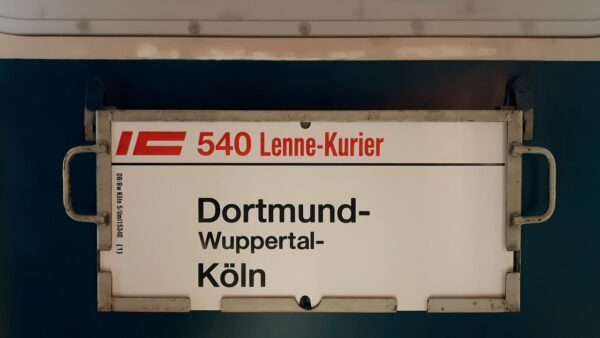 IC 540 Lenne-Kurier
Dortmund-
Wuppertal-
Köln